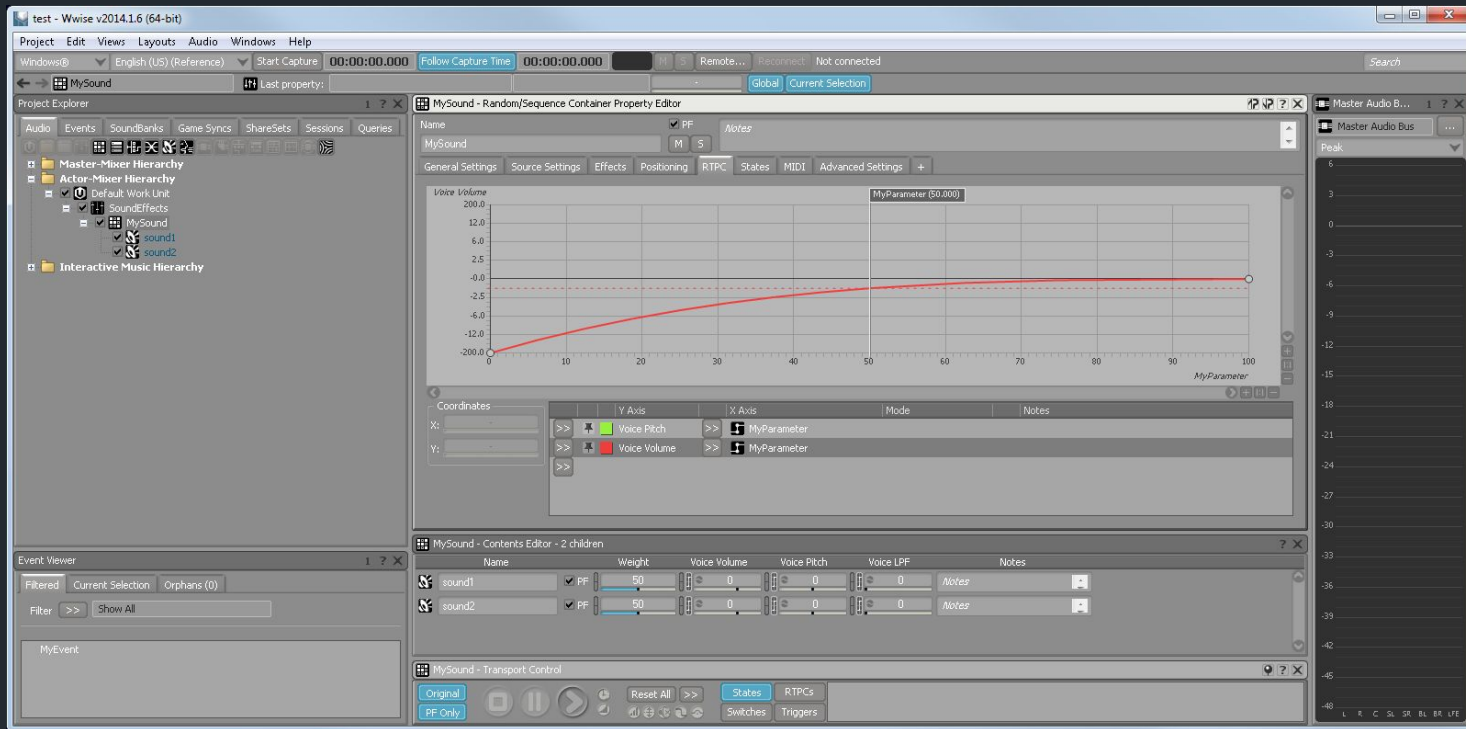 test - Wwise v2014.1.6 (64-bit)
Project Edit Views Layouts Audio Windows Help
Windows® English (US) (Reference) Start Capture 00:00:00.000 Follow Capture Time 00:00:00.000 M S Remote... Reconnect Not connected Search
MySound Last property: - Global Current Selection
Project Explorer 1 ? X
Audio Events SoundBanks Game Syncs ShareSets Sessions Queries
Master-Mixer Hierarchy
Actor-Mixer Hierarchy
Default Work Unit
SoundEffects
MySound
sound1
sound2
Interactive Music Hierarchy
Event Viewer 1 ? X
Filtered Current Selection Orphans (0)
Filter >> Show All
MyEvent
MySound - Random/Sequence Container Property Editor ? X
Name PF Notes
MySound M S
General Settings Source Settings Effects Positioning RTPC States MIDI Advanced Settings +
Voice Volume MyParameter (50.000)
200.0
12.0
6.0
2.5
-0.0
-2.5
-6.0
-12.0
-200.0
0 10 20 30 40 50 60 70 80 90 100
MyParameter
Coordinates Y Axis X Axis Mode Notes
X: - >> Voice Pitch >> MyParameter
Y: - >> Voice Volume >> MyParameter
>>
MySound - Contents Editor - 2 children ? X
Name Weight Voice Volume Voice Pitch Voice LPF Notes
sound1 PF 50 0 0 0 Notes
sound2 PF 50 0 0 0 Notes
MySound - Transport Control ? X
Original Reset All >> States RTPCs
PF Only Switches Triggers
Master Audio B... 1 ? X
Master Audio Bus ...
Peak
6
3
0
-3
-6
-9
-12
-15
-18
-21
-24
-27
-30
-33
-36
-39
-42
-45
-48
L R C SL SR BL BR LFE